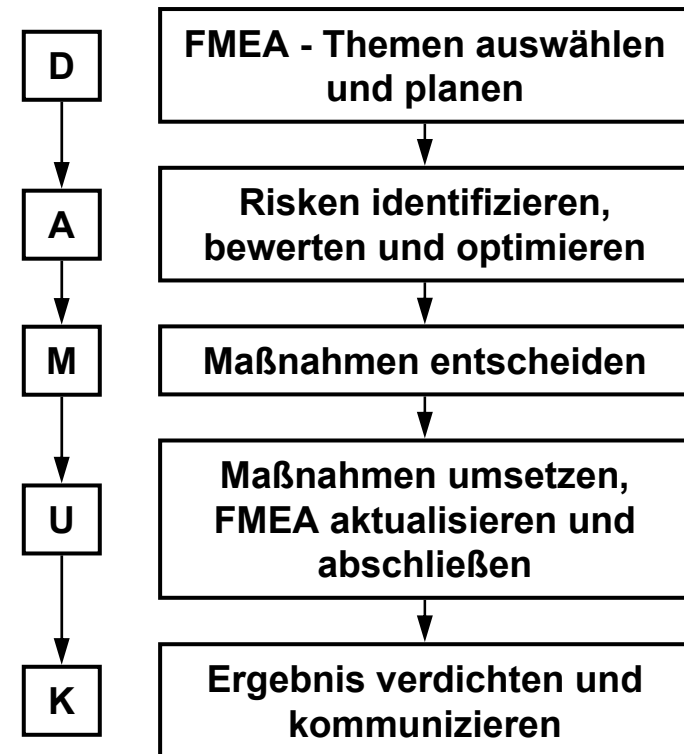 D
FMEA - Themen auswählen
und planen
A
Risken identifizieren,
bewerten und optimieren
M
Maßnahmen entscheiden
U
Maßnahmen umsetzen,
FMEA aktualisieren und
abschließen
K
Ergebnis verdichten und
kommunizieren